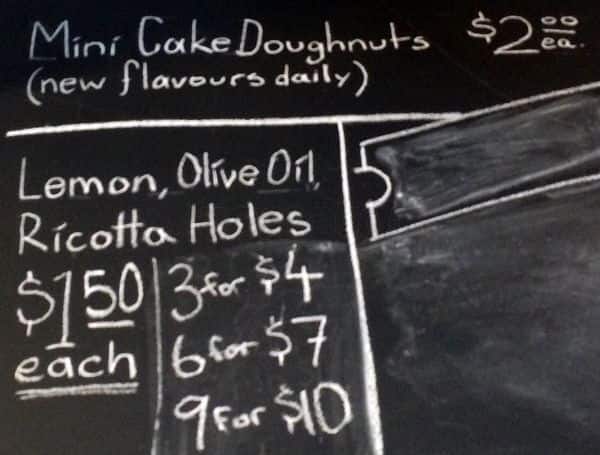 Mini Cake Doughnuts $2.00 ea.
(new flavours daily)
Lemon, Olive Oil,
Ricotta Holes
$1.50 each
3 for $4
6 for $7
9 for $10